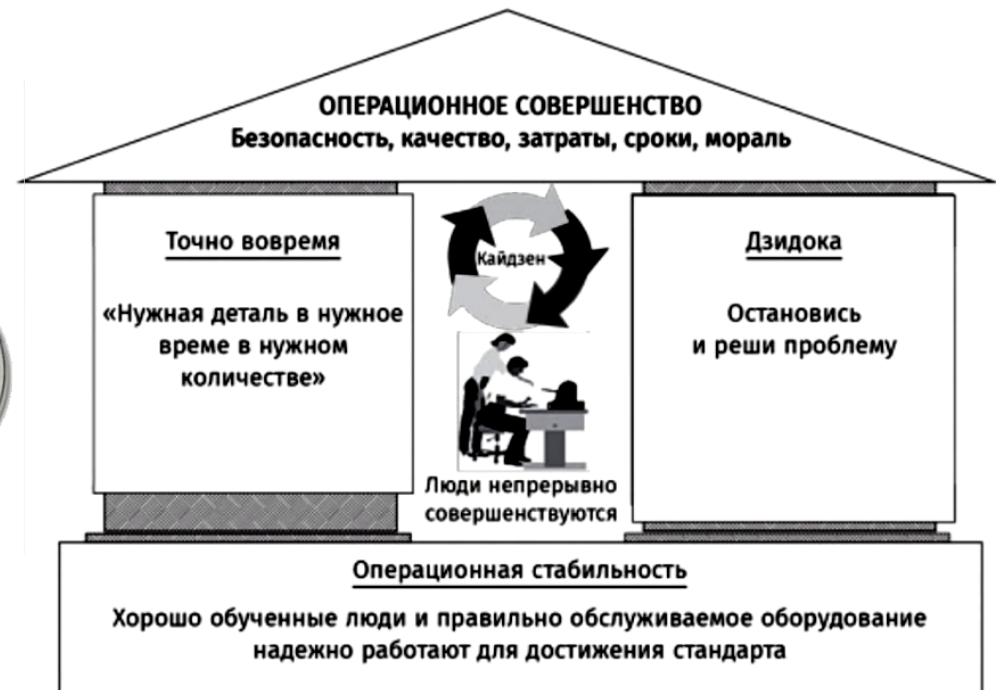 ОПЕРАЦИОННОЕ СОВЕРШЕНСТВО
Безопасность, качество, затраты, сроки, мораль
Точно вовремя
«Нужная деталь в нужное
време в нужном
количестве»
Кайдзен
Люди непрерывно
совершенствуются
Дзидока
Остановись
и реши проблему
Операционная стабильность
Хорошо обученные люди и правильно обслуживаемое оборудование
надежно работают для достижения стандарта